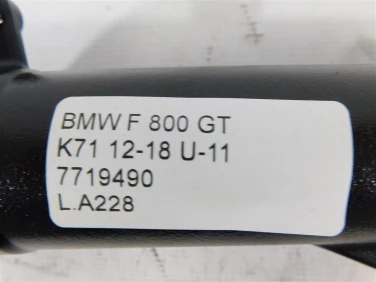 BMW F 800 GT
K71 12-18 U-11
7719490
L.A228